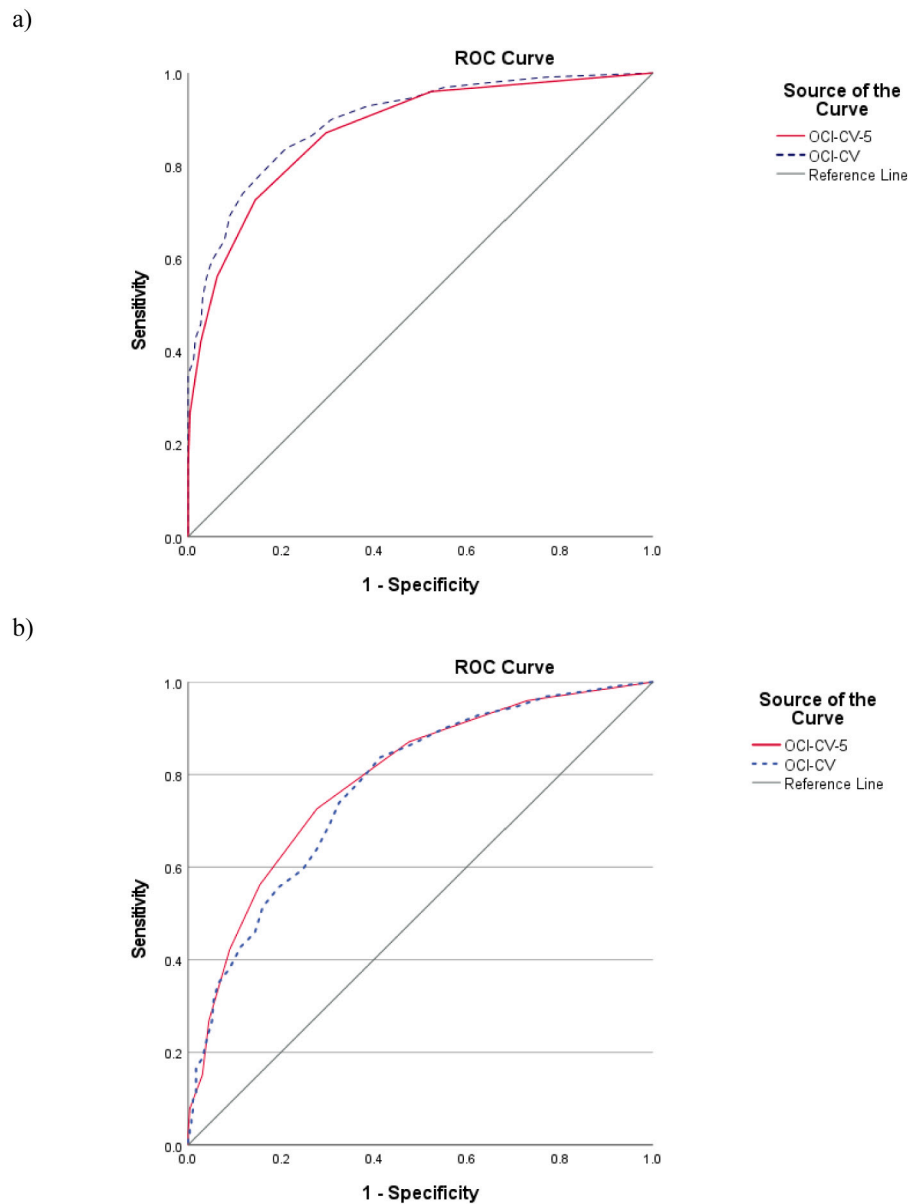 a)
ROC Curve
Source of the
Curve
OCI-CV-5
OCI-CV
Reference Line
1.0
0.8
0.6
0.4
0.2
0.0
Sensitivity
0.0 0.2 0.4 0.6 0.8 1.0
1 - Specificity
b)
ROC Curve
Source of the
Curve
OCI-CV-5
OCI-CV
Reference Line
1.0
0.8
0.6
0.4
0.2
0.0
Sensitivity
0.0 0.2 0.4 0.6 0.8 1.0
1 - Specificity